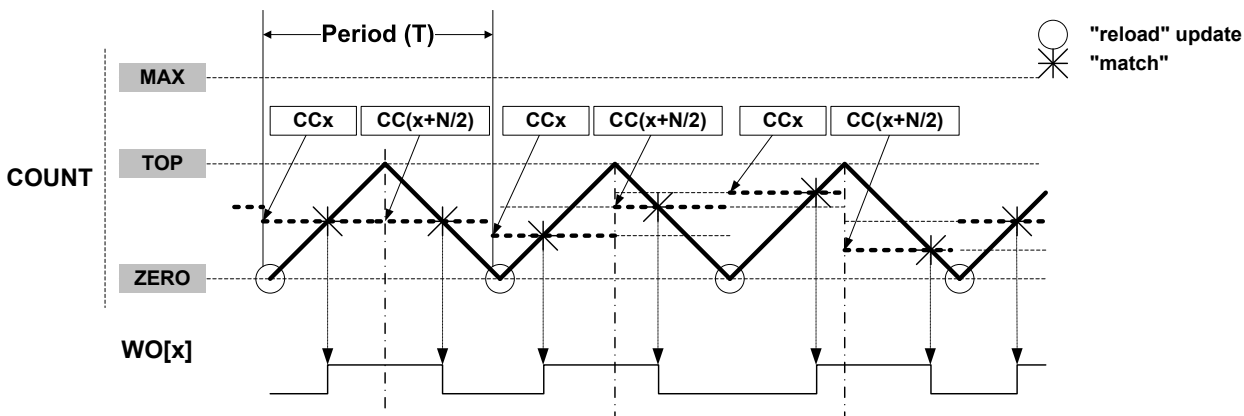 Period (T)
"reload" update
"match"
MAX
CCx
CC(x+N/2)
CCx
CC(x+N/2)
CCx
CC(x+N/2)
COUNT
TOP
ZERO
WO[x]